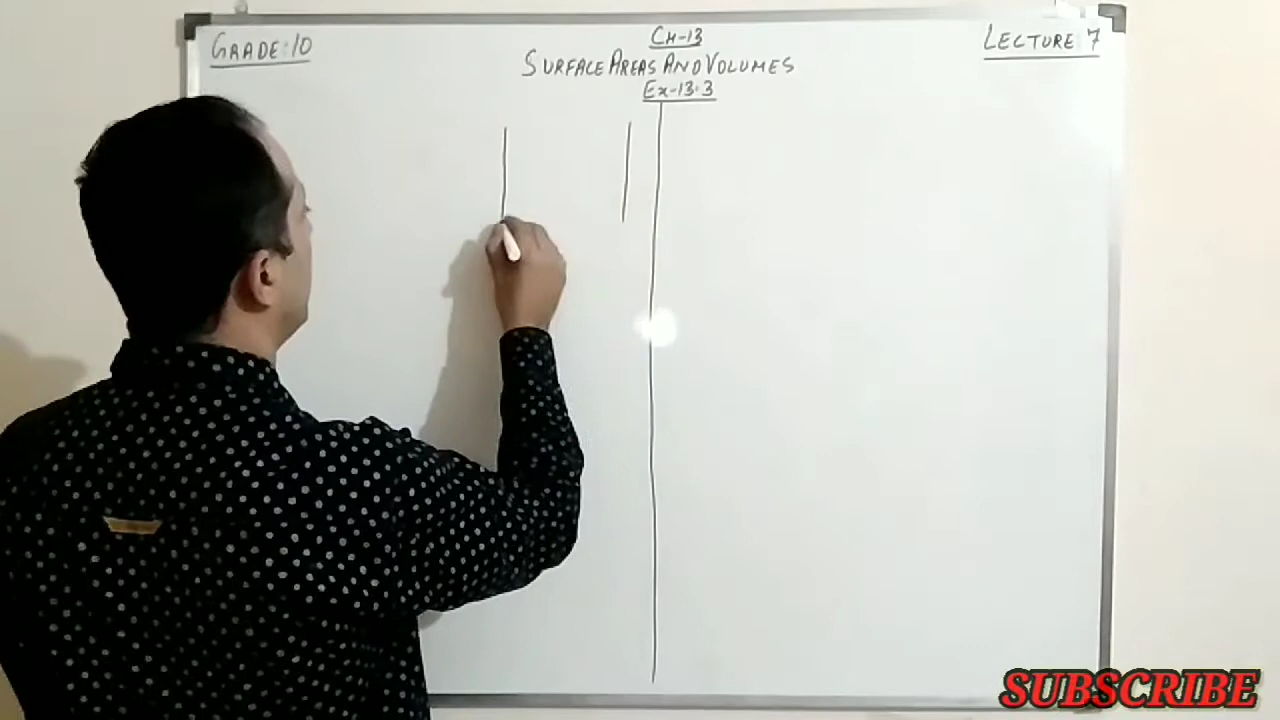 GRADE:10
CH-13
LECTURE 7
SURFACE AREAS AND VOLUMES
Ex-13.3
SUBSCRIBE